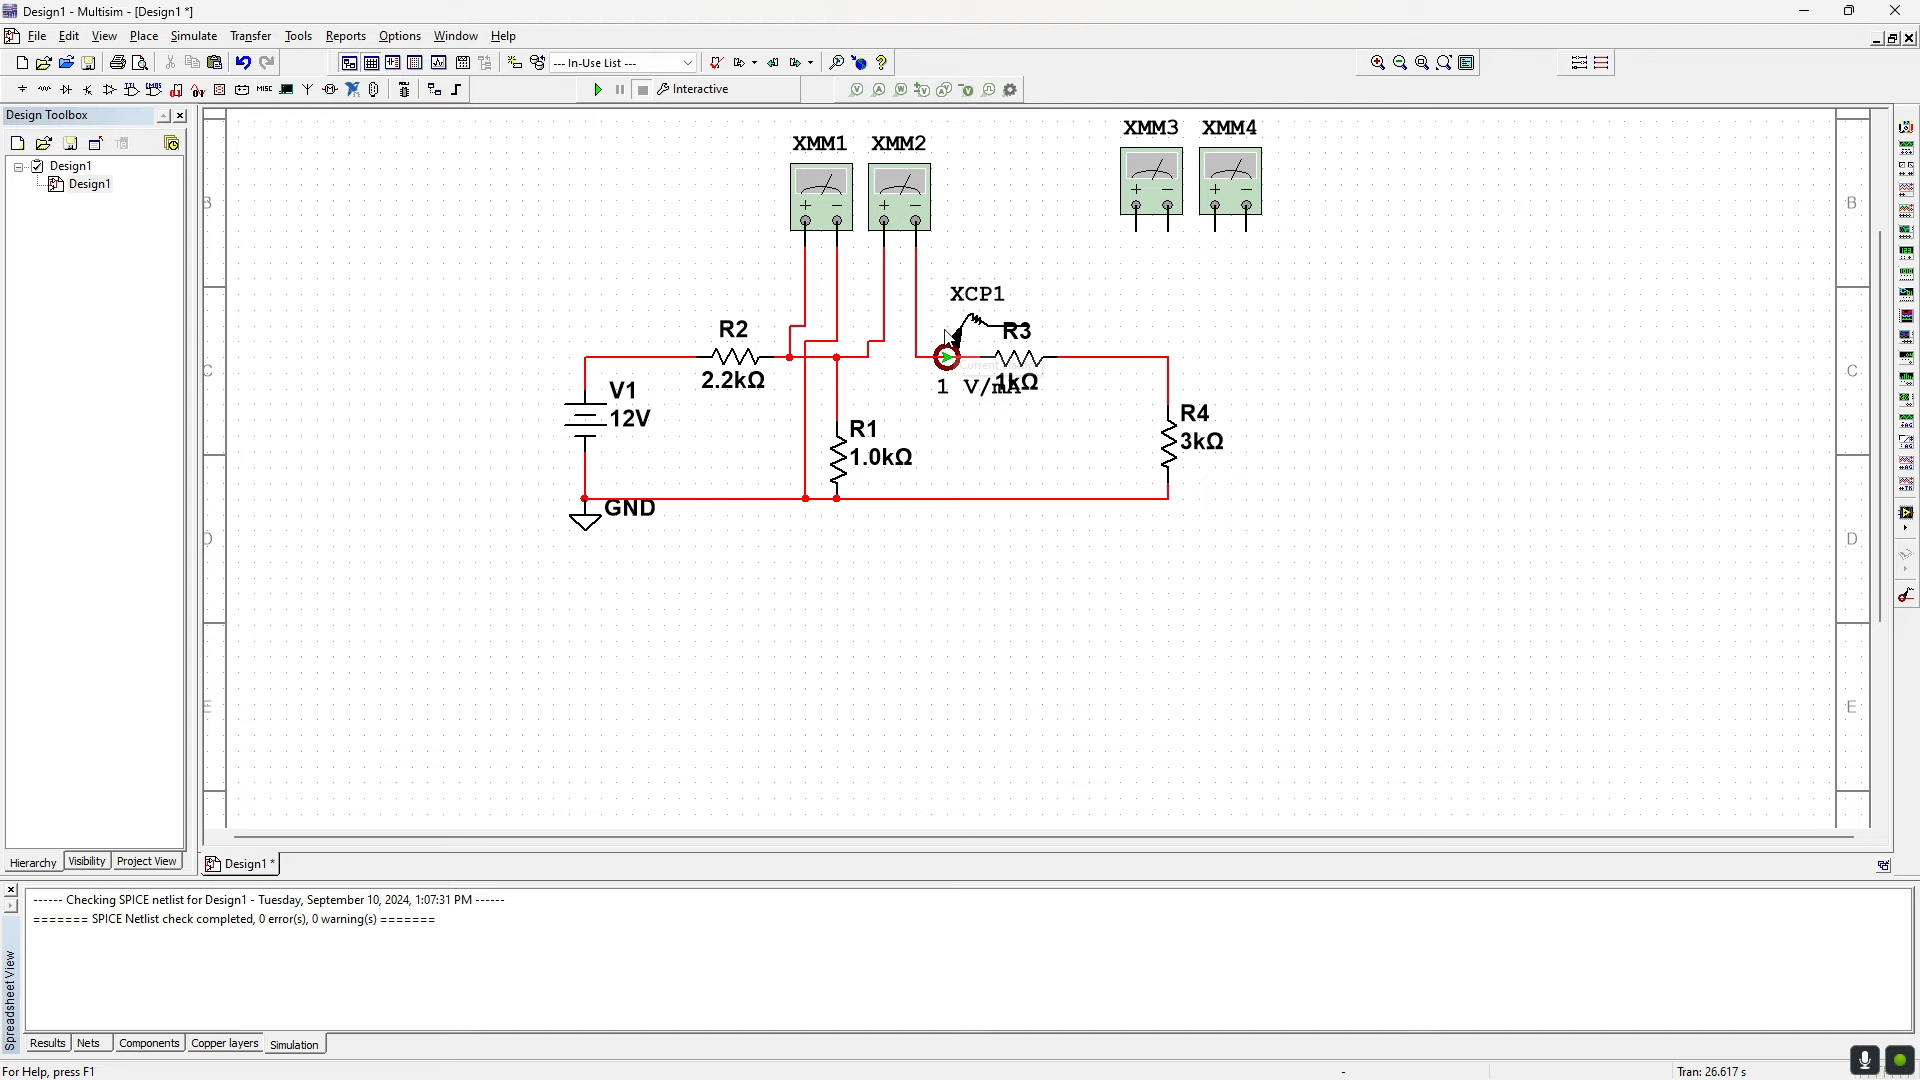 Design1 - Multisim - [Design1 *]
File Edit View Place Simulate Transfer Tools Reports Options Window Help
--- In-Use List ---
Interactive
Design Toolbox
Design1
Design1
XMM1 XMM2
XMM3 XMM4
B
B
XCP1
R2
R3
2.2kΩ
1 V/mA
1kΩ
C
C
V1
12V
R1
1.0kΩ
R4
3kΩ
GND
D
D
E
E
Hierarchy Visibility Project View
Design1 *
------ Checking SPICE netlist for Design1 - Tuesday, September 10, 2024, 1:07:31 PM ------
======= SPICE Netlist check completed, 0 error(s), 0 warning(s) =======
Spreadsheet View
Results Nets Components Copper layers Simulation
For Help, press F1
-
Tran: 26.617 s